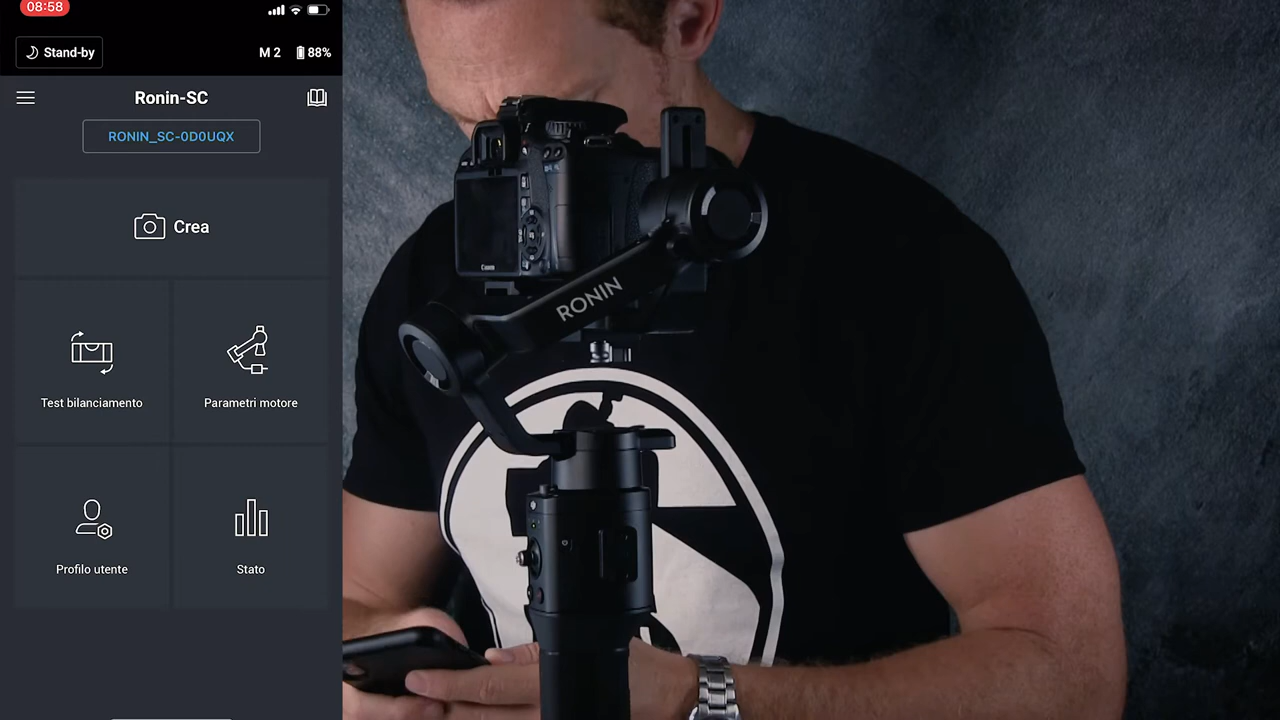 08:58
Stand-by
M 2
88%
Ronin-SC
RONIN_SC-0D0UQX
Crea
Test bilanciamento
Parametri motore
Profilo utente
Stato
RONIN
Canon